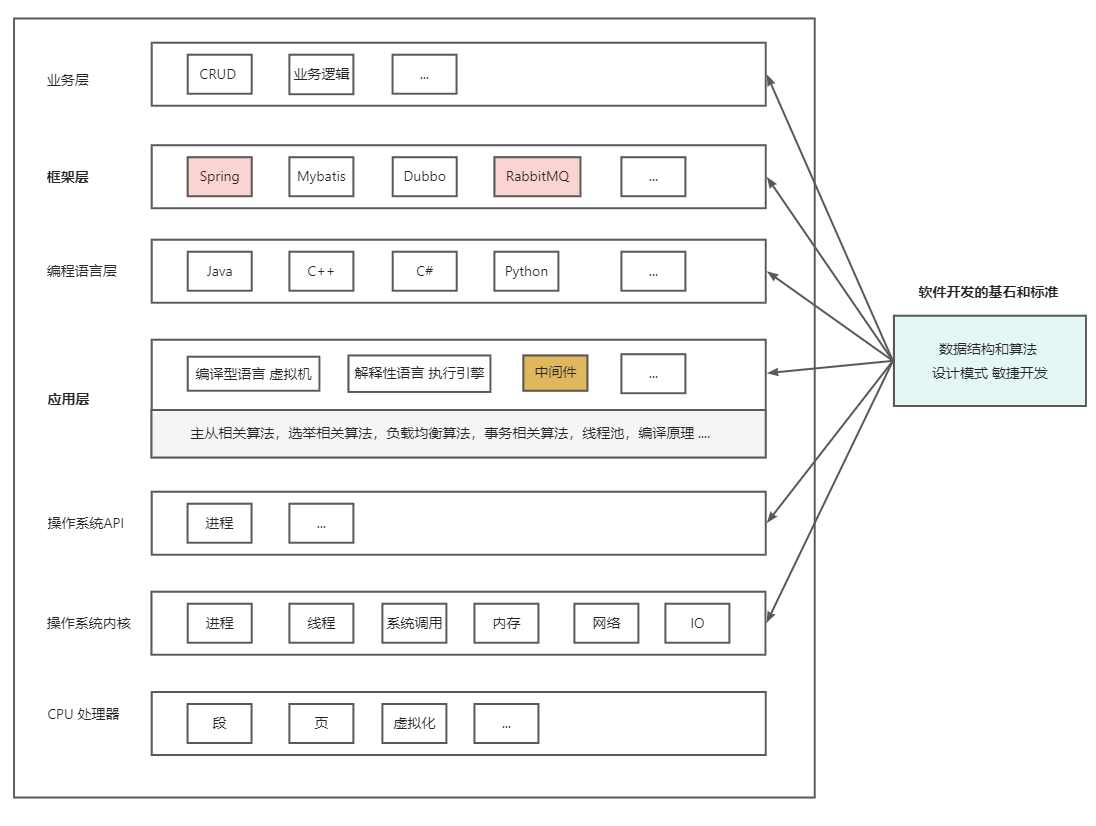 业务层
CRUD
业务逻辑
...
框架层
Spring
Mybatis
Dubbo
RabbitMQ
...
编程语言层
Java
C++
C#
Python
...
应用层
编译型语言 虚拟机
解释性语言 执行引擎
中间件
...
主从相关算法，选举相关算法，负载均衡算法，事务相关算法，线程池，编译原理 ....
操作系统API
进程
...
操作系统内核
进程
线程
系统调用
内存
网络
IO
CPU 处理器
段
页
虚拟化
...
软件开发的基石和标准
数据结构和算法
设计模式 敏捷开发